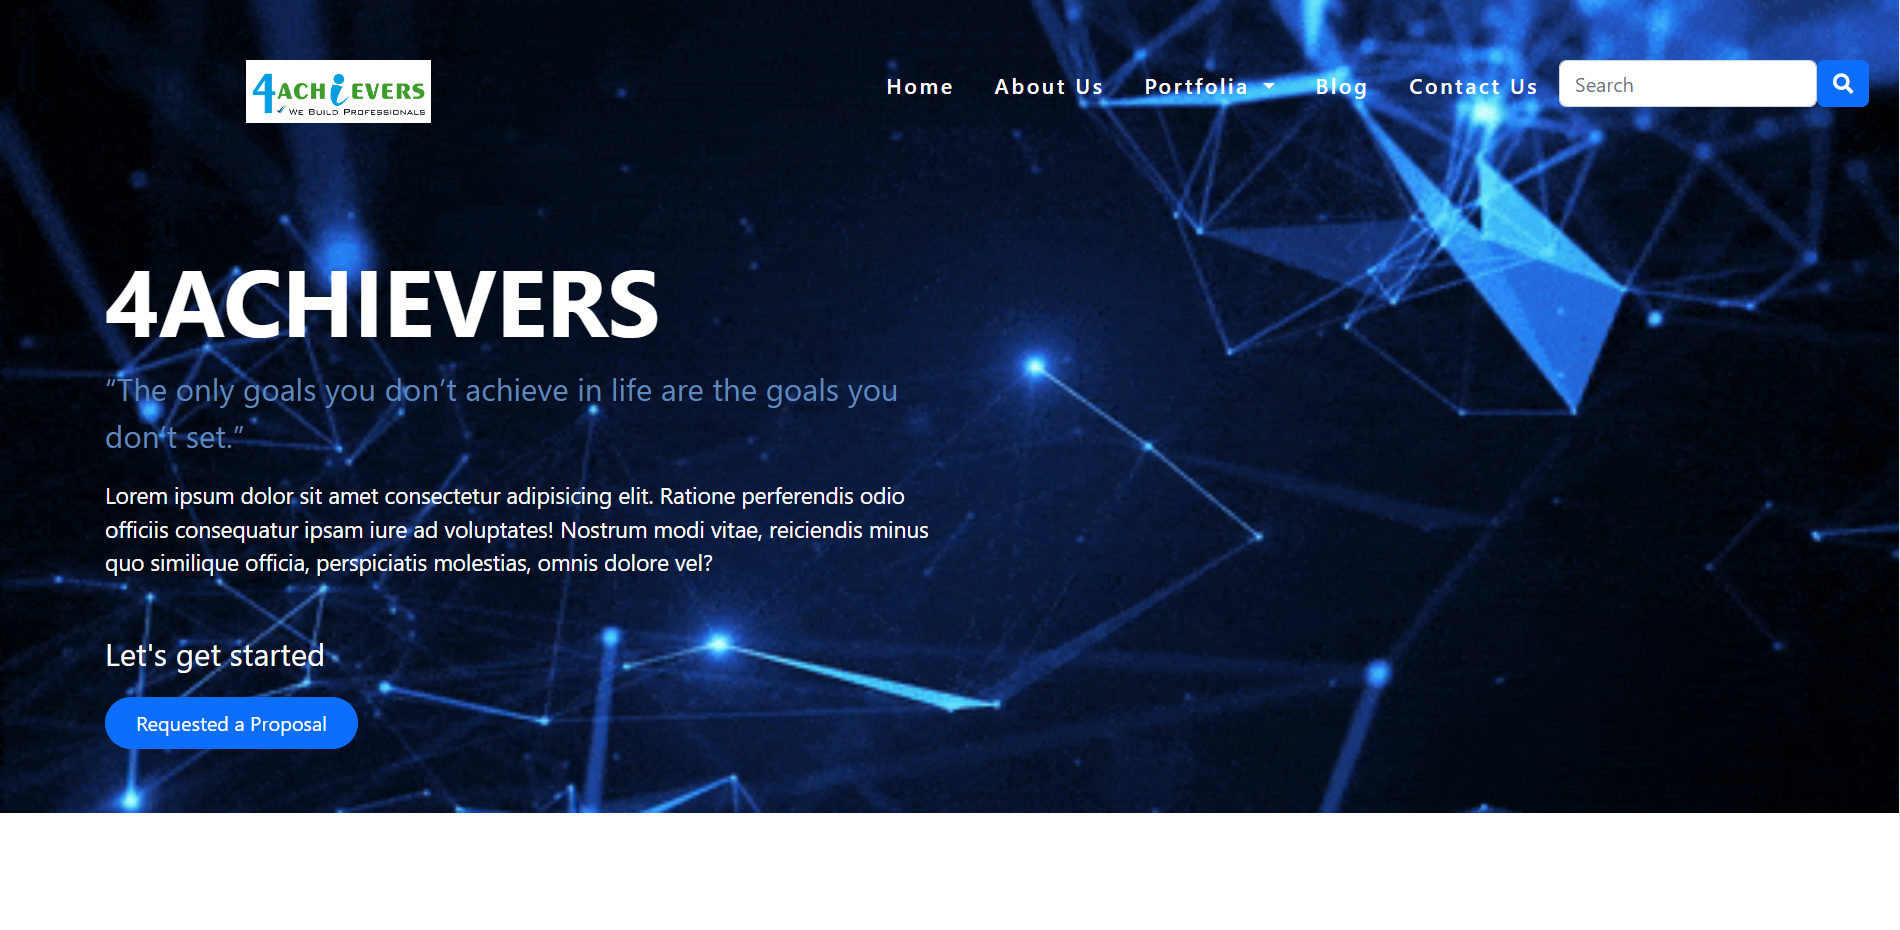 4ACHiEVERS
We Build Professionals
Home About Us Portfolia Blog Contact Us Search
4ACHIEVERS
“The only goals you don’t achieve in life are the goals you
don’t set.”
Lorem ipsum dolor sit amet consectetur adipisicing elit. Ratione perferendis odio
officiis consequatur ipsam iure ad voluptates! Nostrum modi vitae, reiciendis minus
quo similique officia, perspiciatis molestias, omnis dolore vel?
Let's get started
Requested a Proposal